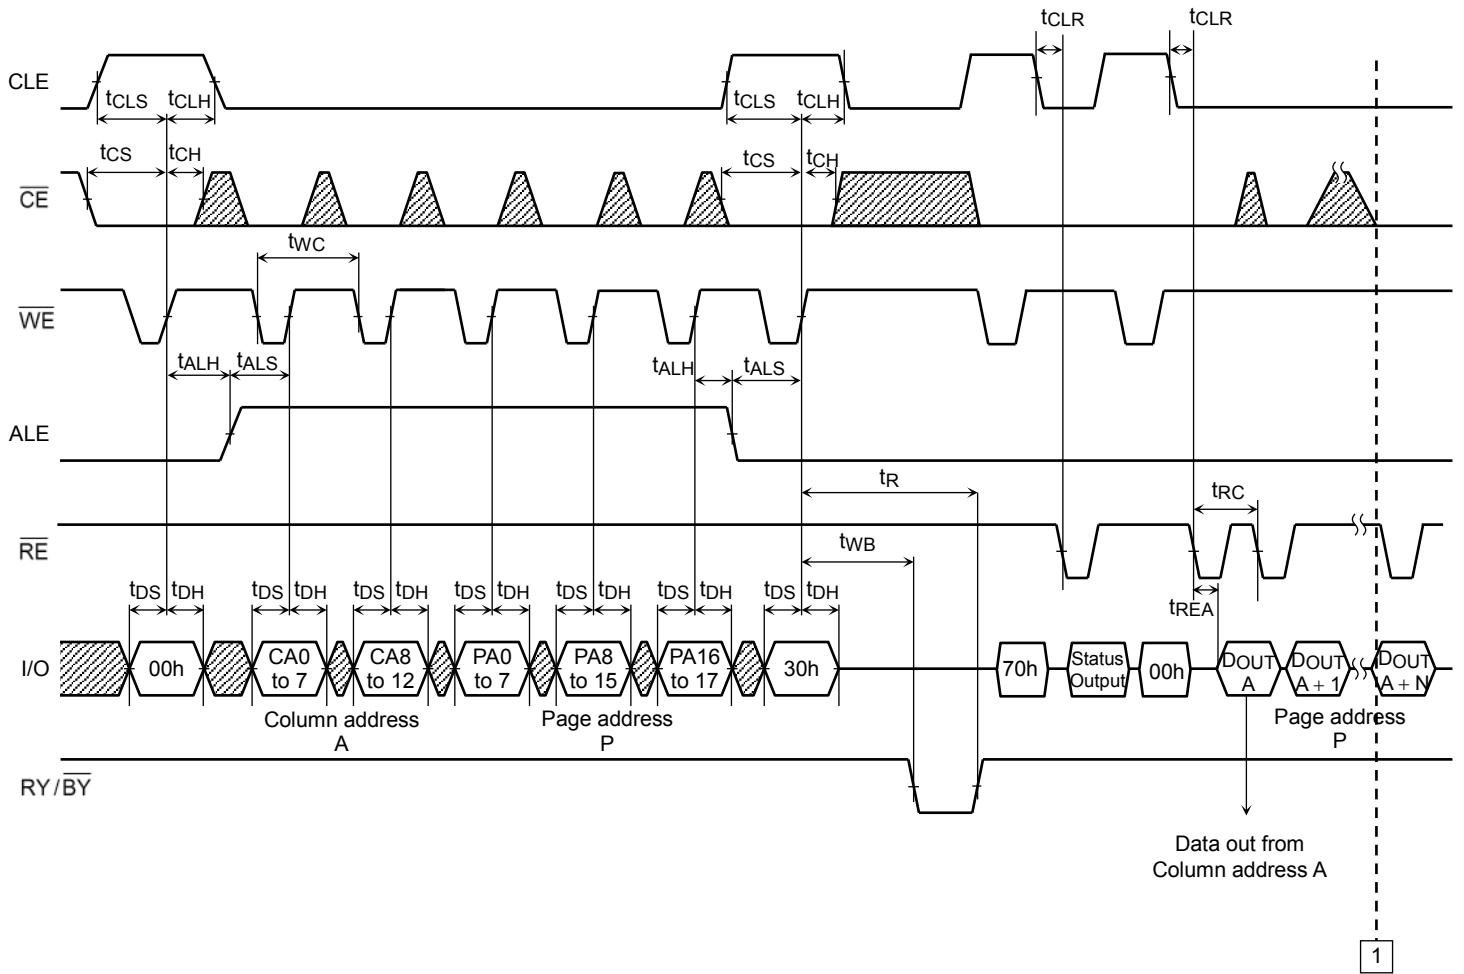 tCLR tCLR
CLE
tCLS tCLH tCLS tCLH
tCS tCH tCS tCH
CE
tWC
WE
tALH tALS tALH tALS
ALE
tR
tRC
RE
tWB
tDS tDH tDS tDH tDS tDH tDS tDH tDS tDH tDS tDH tDS tDH
tREA
I/O
00h
CA0
to 7
CA8
to 12
PA0
to 7
PA8
to 15
PA16
to 17
30h
70h
Status
Output
00h
DOUT
A
DOUT
A + 1
DOUT
A + N
Column address
A
Page address
P
Page address
P
RY/BY
Data out from
Column address A
1